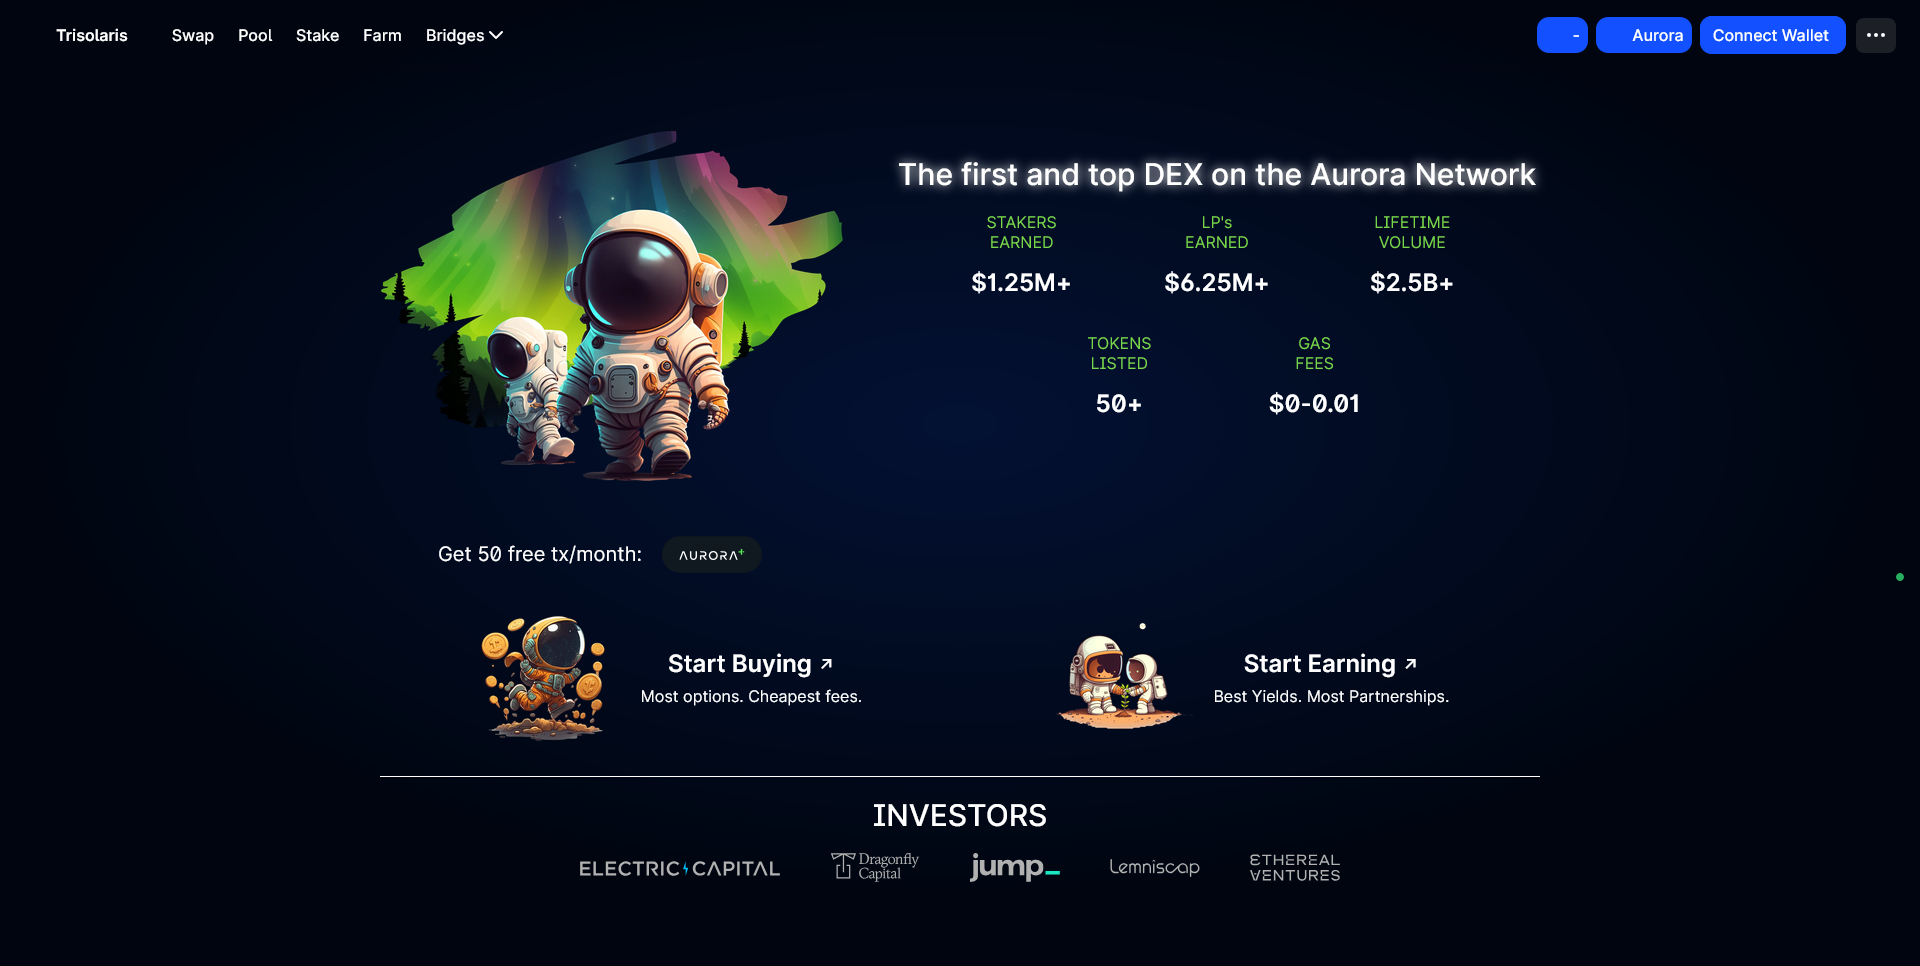 Trisolaris Swap Pool Stake Farm Bridges - Aurora Connect Wallet ...
The first and top DEX on the Aurora Network
STAKERS EARNED
$1.25M+
LP's EARNED
$6.25M+
LIFETIME VOLUME
$2.5B+
TOKENS LISTED
50+
GAS FEES
$0-0.01
Get 50 free tx/month: AURORA+
Start Buying ↗
Most options. Cheapest fees.
Start Earning ↗
Best Yields. Most Partnerships.
INVESTORS
ELECTRIC CAPITAL
Dragonfly
Capital
jump_
Lemniscap
ETHEREAL
VENTURES